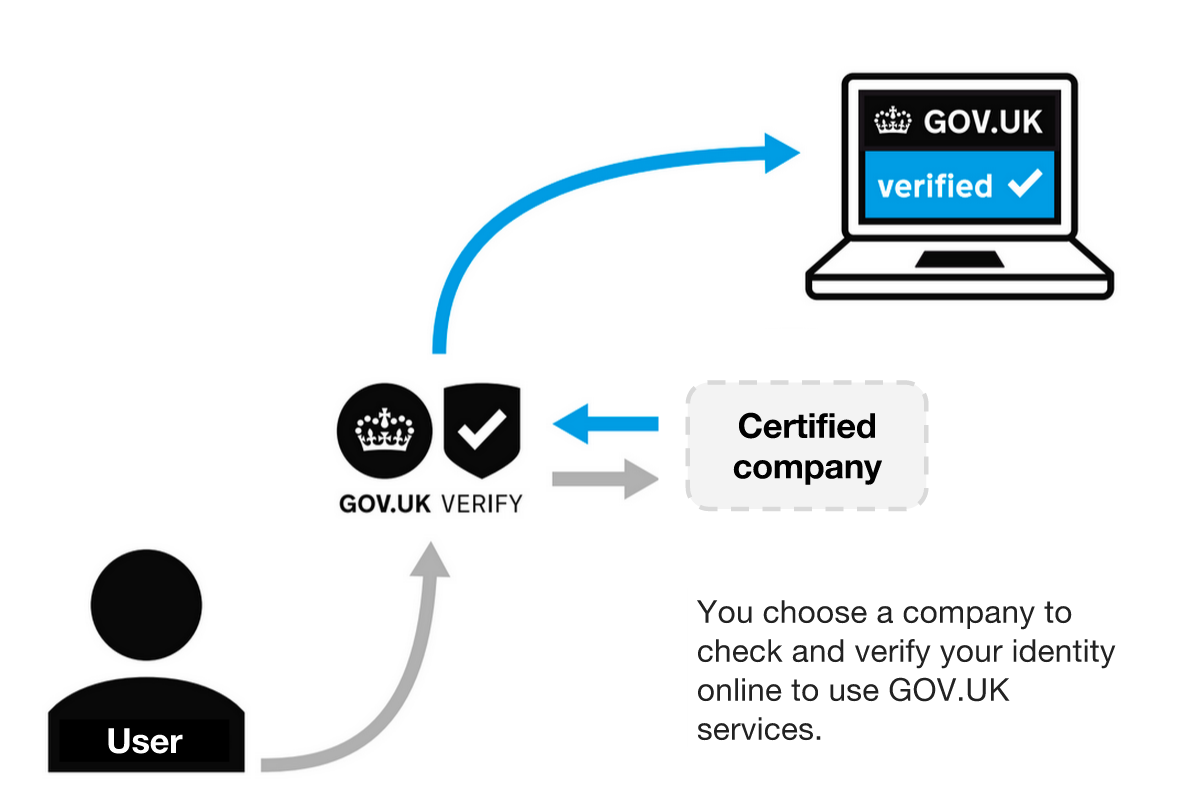 GOV.UK
verified
Certified
company
GOV.UK VERIFY
You choose a company to
check and verify your identity
online to use GOV.UK
services.
User